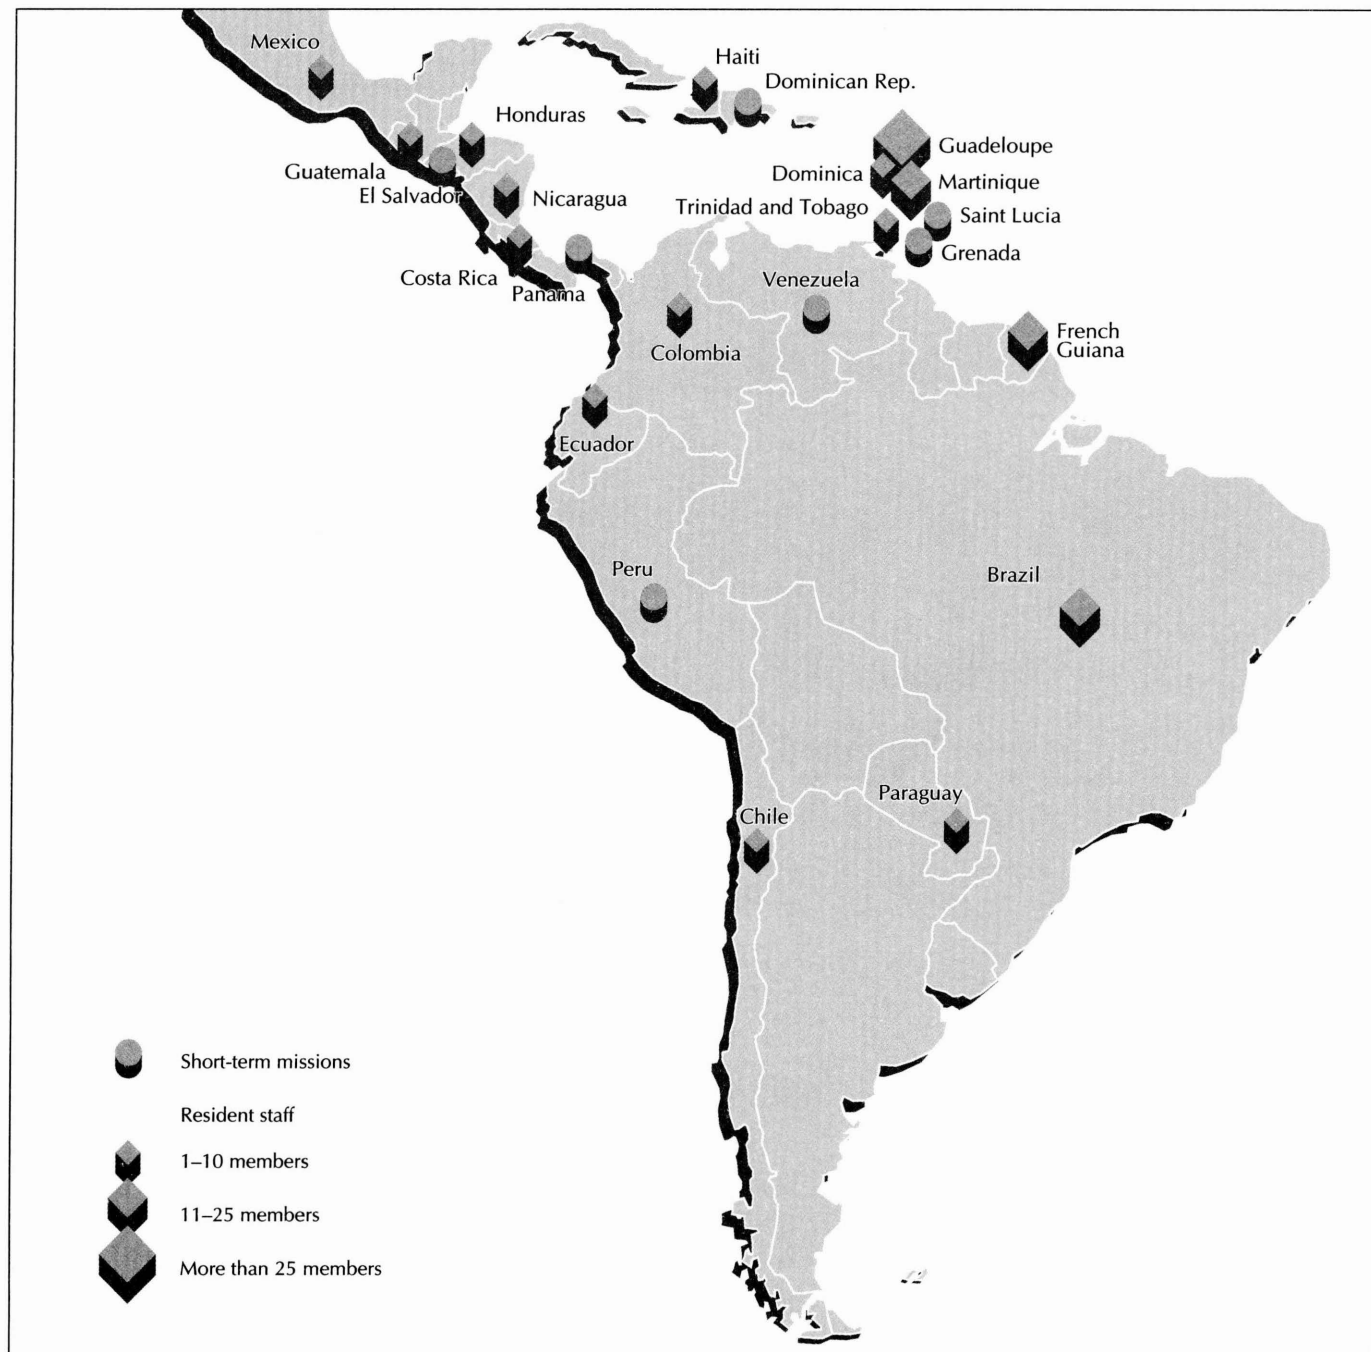 Mexico
Haiti
Dominican Rep.
Honduras
Guadeloupe
Guatemala
Dominica
Martinique
El Salvador
Nicaragua
Trinidad and Tobago
Saint Lucia
Grenada
Costa Rica
Panama
Venezuela
French
Guiana
Colombia
Ecuador
Peru
Brazil
Paraguay
Chile
Short-term missions
Resident staff
1–10 members
11–25 members
More than 25 members